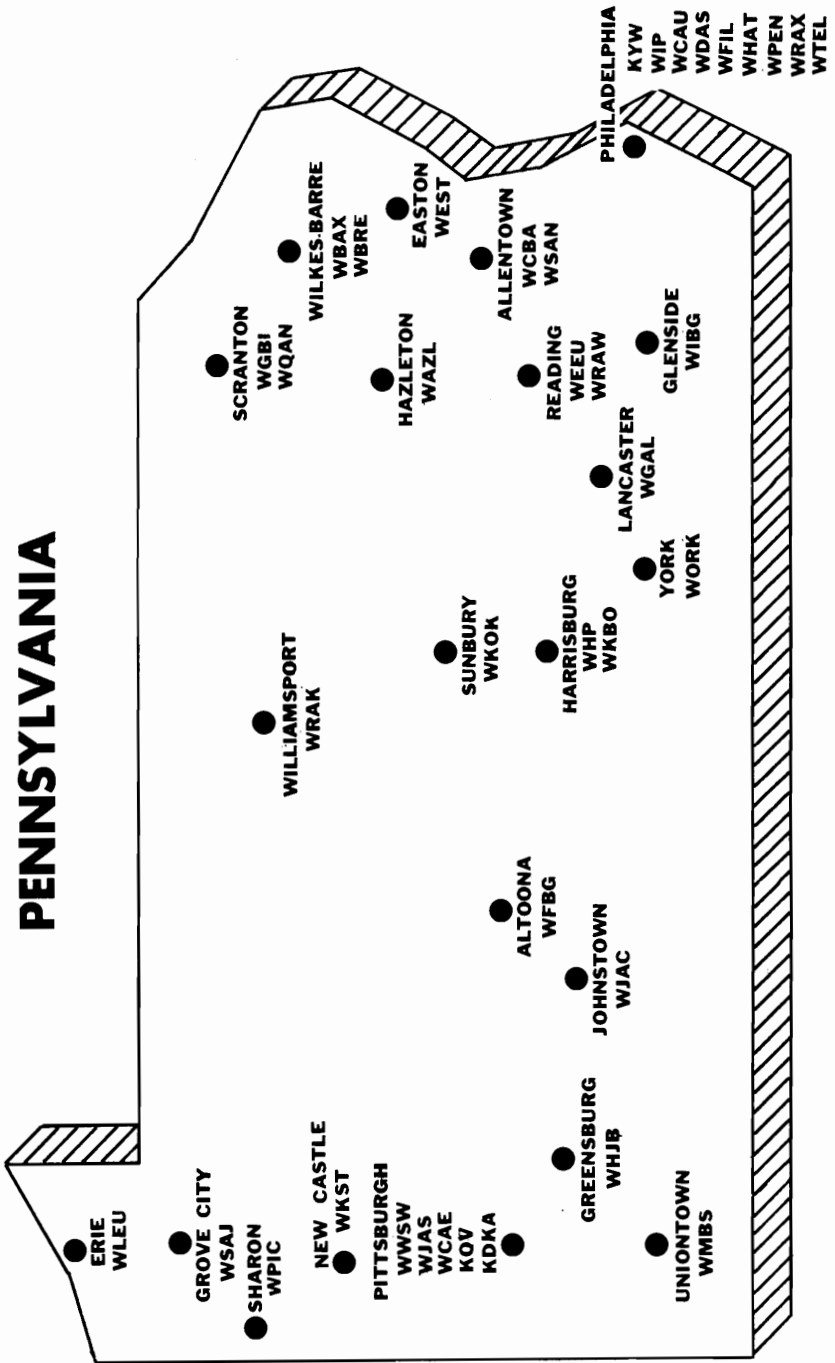 PENNSYLVANIA
ERIE
WLEU
GROVE CITY
WSAJ
SHARON
WPIC
NEW CASTLE
WKST
PITTSBURGH
WWSW
WJAS
WCAE
KQV
KDKA
GREENSBURG
WHJB
UNIONTOWN
WMBS
ALTOONA
WFBG
JOHNSTOWN
WJAC
WILLIAMSPORT
WRAK
SUNBURY
WKOK
HARRISBURG
WHP
WKBO
YORK
WORK
LANCASTER
WGAL
SCRANTON
WGBI
WQAN
WILKES-BARRE
WBAX
WBRE
HAZLETON
WAZL
EASTON
WEST
ALLENTOWN
WCBA
WSAN
READING
WEEU
WRAW
GLENSIDE
WIBG
PHILADELPHIA
KYW
WIP
WCAU
WDAS
WFIL
WHAT
WPEN
WRAX
WTEL